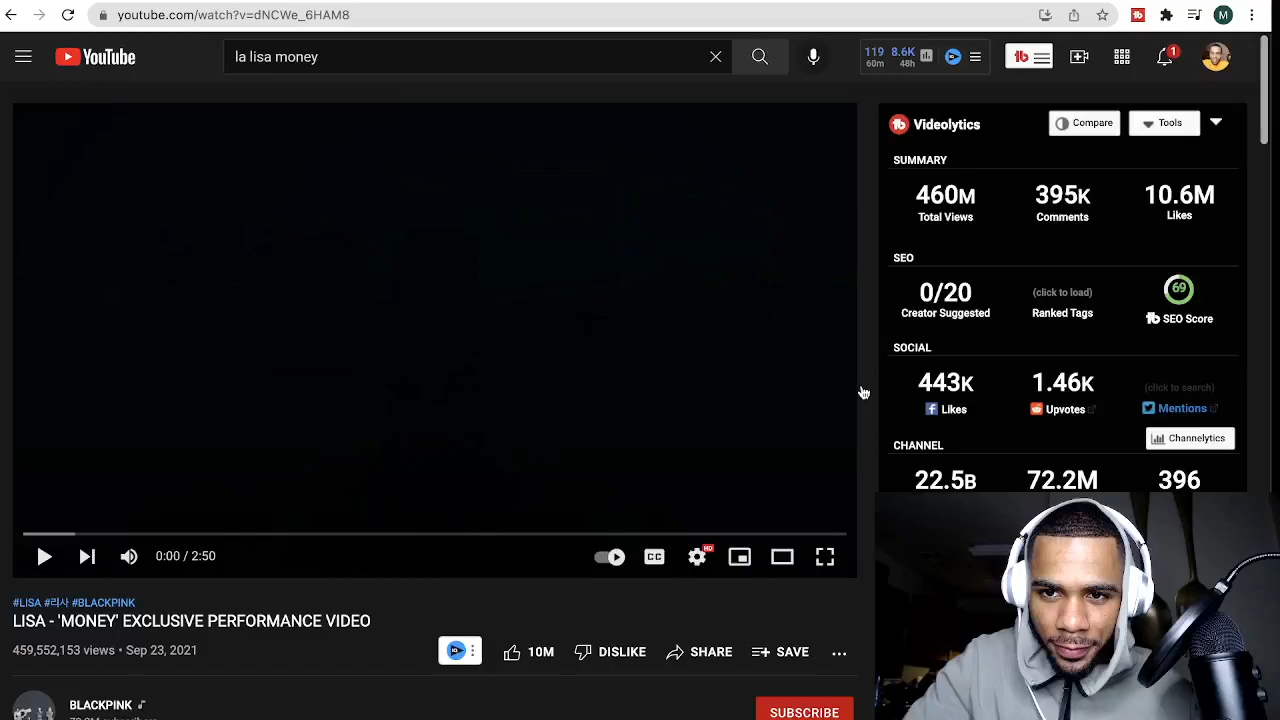 youtube.com/watch?v=dNCWe_6HAM8
M
YouTube
la lisa money
119 8.6K
60m 48h
1
Videolytics
Compare
Tools
SUMMARY
460M 395K 10.6M
Total Views Comments Likes
SEO
0/20 (click to load) 69
Creator Suggested Ranked Tags SEO Score
SOCIAL
443K 1.46K (click to search)
Likes Upvotes Mentions
Channelytics
CHANNEL
22.5B 72.2M 396
0:00 / 2:50
CC
HD
#LISA #리사 #BLACKPINK
LISA - 'MONEY' EXCLUSIVE PERFORMANCE VIDEO
459,552,153 views • Sep 23, 2021
10M DISLIKE SHARE SAVE
BLACKPINK
SUBSCRIBE